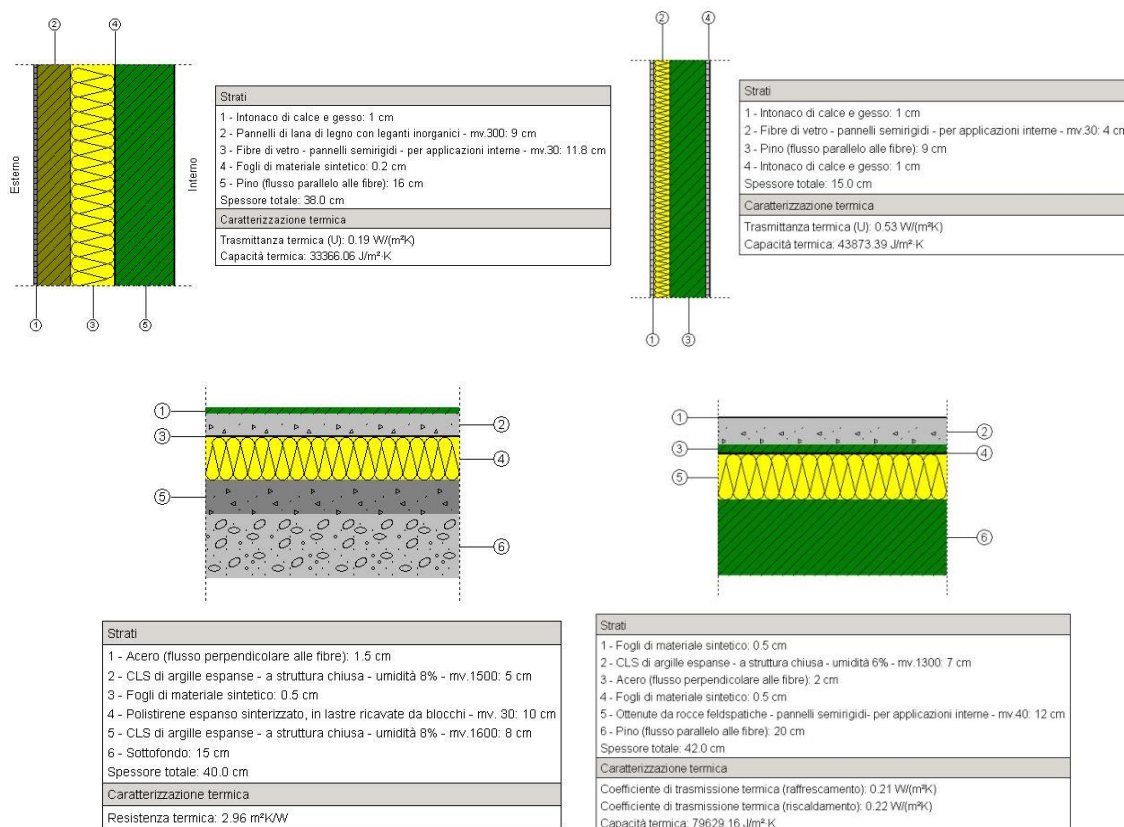 2
4
Esterno
Interno
1
3
5
Strati
1 - Intonaco di calce e gesso: 1 cm
2 - Pannelli di lana di legno con leganti inorganici - mv.300: 9 cm
3 - Fibre di vetro - pannelli semirigidi - per applicazioni interne - mv.30: 11.8 cm
4 - Fogli di materiale sintetico: 0.2 cm
5 - Pino (flusso parallelo alle fibre): 16 cm
Spessore totale: 38.0 cm
Caratterizzazione termica
Trasmittanza termica (U): 0.19 W/(m²K)
Capacità termica: 33366.06 J/m²·K
2
4
1
3
Strati
1 - Intonaco di calce e gesso: 1 cm
2 - Fibre di vetro - pannelli semirigidi - per applicazioni interne - mv.30: 4 cm
3 - Pino (flusso parallelo alle fibre): 9 cm
4 - Intonaco di calce e gesso: 1 cm
Spessore totale: 15.0 cm
Caratterizzazione termica
Trasmittanza termica (U): 0.53 W/(m²K)
Capacità termica: 43873.39 J/m²·K
1
2
3
4
5
6
Strati
1 - Acero (flusso perpendicolare alle fibre): 1.5 cm
2 - CLS di argille espanse - a struttura chiusa - umidità 8% - mv.1500: 5 cm
3 - Fogli di materiale sintetico: 0.5 cm
4 - Polistirene espanso sinterizzato, in lastre ricavate da blocchi - mv. 30: 10 cm
5 - CLS di argille espanse - a struttura chiusa - umidità 8% - mv.1600: 8 cm
6 - Sottofondo: 15 cm
Spessore totale: 40.0 cm
Caratterizzazione termica
Resistenza termica: 2.96 m²K/W
1
2
3
4
5
6
Strati
1 - Fogli di materiale sintetico: 0.5 cm
2 - CLS di argille espanse - a struttura chiusa - umidità 6% - mv.1300: 7 cm
3 - Acero (flusso perpendicolare alle fibre): 2 cm
4 - Fogli di materiale sintetico: 0.5 cm
5 - Ottenute da rocce feldspatiche - pannelli semirigidi- per applicazioni interne - mv.40: 12 cm
6 - Pino (flusso parallelo alle fibre): 20 cm
Spessore totale: 42.0 cm
Caratterizzazione termica
Coefficiente di trasmissione termica (raffrescamento): 0.21 W/(m²K)
Coefficiente di trasmissione termica (riscaldamento): 0.22 W/(m²K)
Capacità termica: 79629.16 J/m²·K